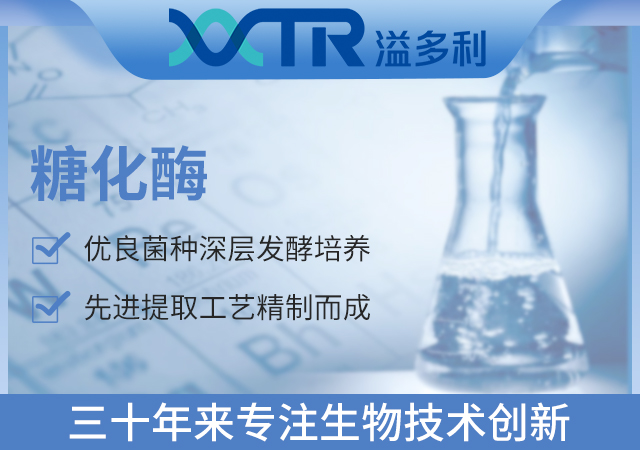 VTR 溢多利
糖化酶
优良菌种深层发酵培养
先进提取工艺精制而成
W
Bh
三十年来专注生物技术创新